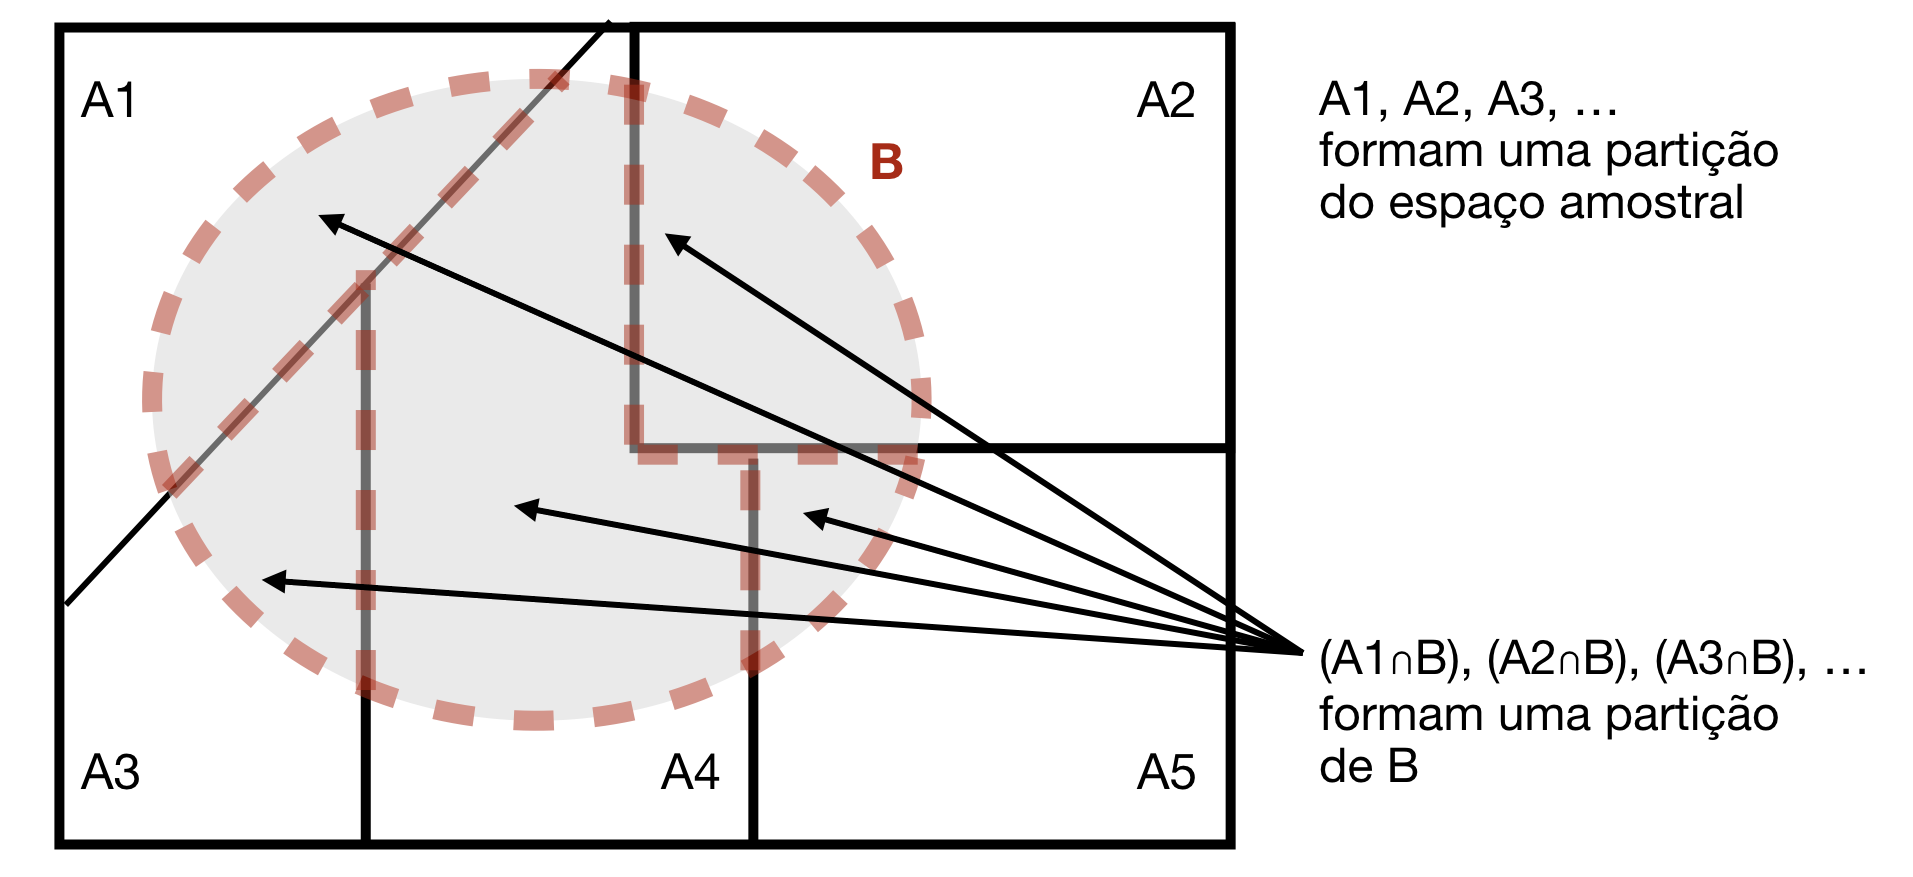 A1
A2
B
A3
A4
A5
A1, A2, A3, …
formam uma partição
do espaço amostral
(A1∩B), (A2∩B), (A3∩B), …
formam uma partição
de B